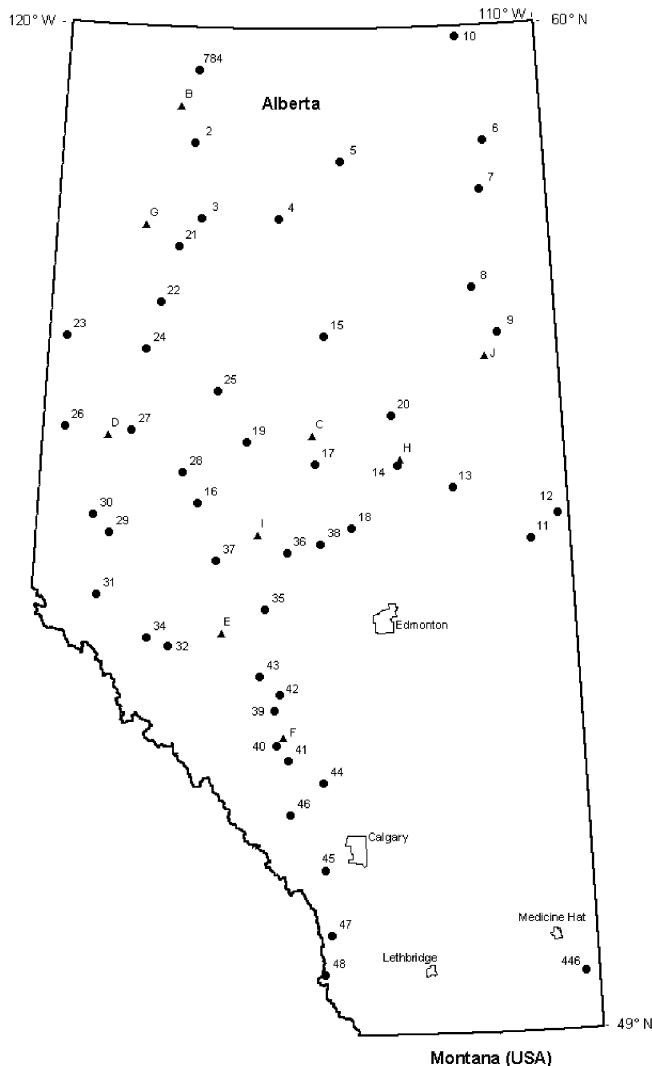 120° W
110° W
60° N
10
784
B
Alberta
2
6
5
7
G
3
4
21
8
22
23
15
9
24
J
25
20
26
D
27
19
C
H
17
14
28
13
16
12
30
29
I
18
11
38
36
37
31
35
34
E
32
Edmonton
43
42
39
F
40
41
44
46
Calgary
45
47
Medicine Hat
Lethbridge
48
446
49° N
Montana (USA)